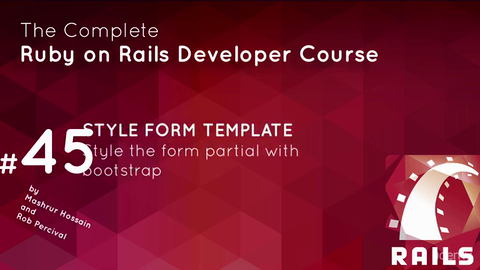 The Complete
Ruby on Rails Developer Course
#45
STYLE FORM TEMPLATE
Style the form partial with
bootstrap
by
Mashrur Hossain
and
Rob Percival
RAILS